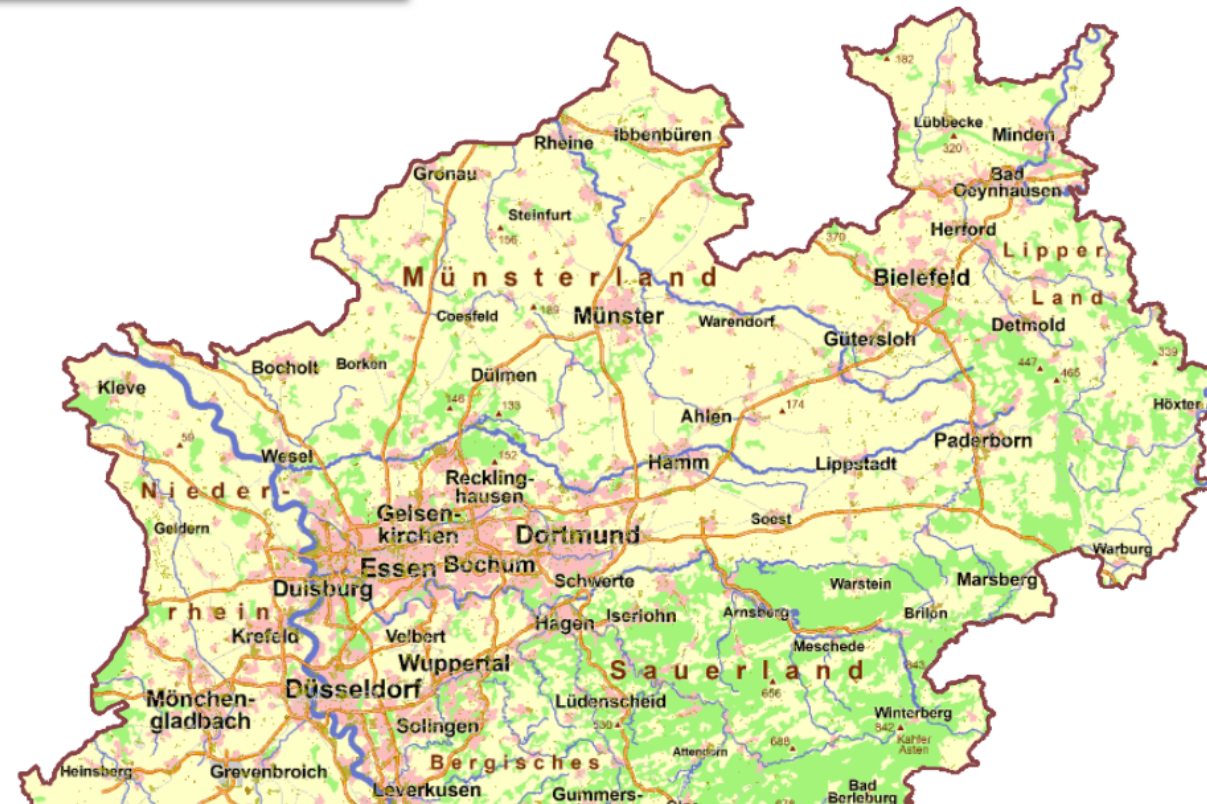 182
Lübbecke
Minden
320
Rheine
Ibbenbüren
Gronau
Bad
Oeynhausen
Steinfurt
156
Herford
370
Lipper
Münsterland
Bielefeld
Land
Coesfeld
189
Münster
Warendorf
Detmold
Gütersloh
339
Bocholt
Borken
447
465
Kleve
Dülmen
146
133
174
Höxter
Ahlen
59
Paderborn
Wesel
152
Hamm
Lippstadt
Reckling-
hausen
Nieder-
Gelsen-
kirchen
Soest
Geldern
Dortmund
Warburg
Essen
Bochum
Schwerte
Marsberg
Duisburg
Warstein
rhein
Iserlohn
Arnsberg
Brilon
Hagen
Krefeld
Velbert
Meschede
Wuppertal
Sauerland
843
Düsseldorf
656
Mönchen-
gladbach
Lüdenscheid
Winterberg
Solingen
530
842
Kahler
Asten
688
Attendorn
Bergisches
Heinsberg
Grevenbroich
Leverkusen
Gummers-
Bad
Berleburg